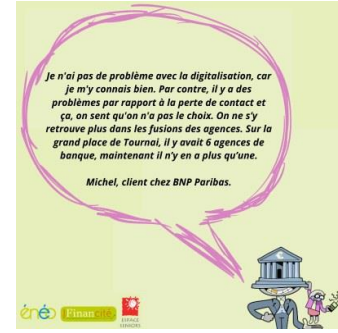 Je n'ai pas de problème avec la digitalisation, car
je m'y connais bien. Par contre, il y a des
problèmes par rapport à la perte de contact et
ça, on sent qu'on n'a pas le choix. On ne s'y
retrouve plus dans les fusions des agences. Sur la
grand place de Tournai, il y avait 6 agences de
banque, maintenant il n'y en a plus qu'une.
Michel, client chez BNP Paribas.
énéo
Financité
ESPACE
SENIORS